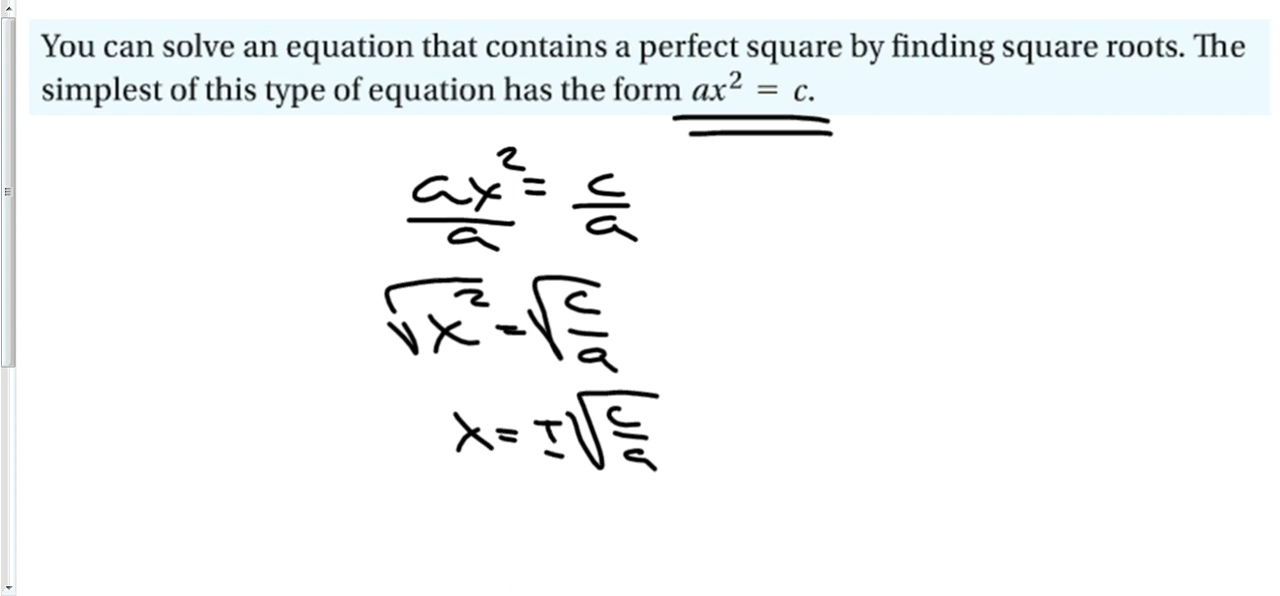 You can solve an equation that contains a perfect square by finding square roots. The
simplest of this type of equation has the form ax² = c.
ax²/a = c/a
√x² = √c/a
x = ±√c/a